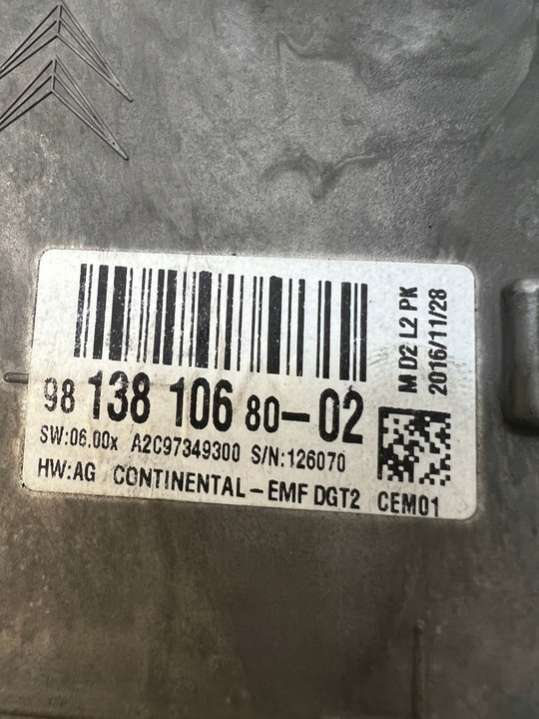 98 138 106 80-02
SW:06.00x A2C97349300 S/N:126070
HW:AG CONTINENTAL-EMF DGT2 CEM01
M D2 L2 PK
2016/11/28